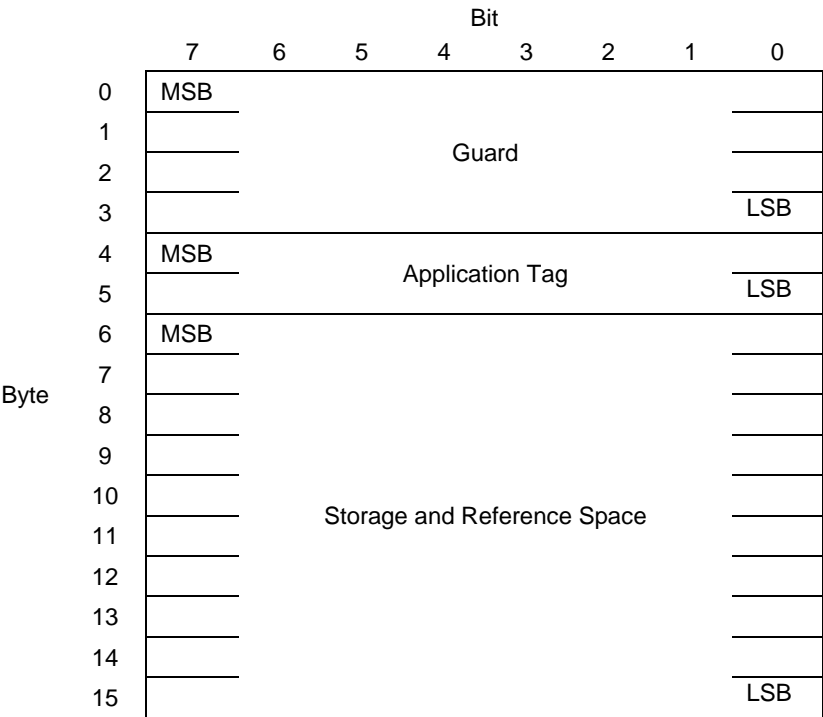 Bit
7 6 5 4 3 2 1 0
0 MSB
1
Guard
2
3 LSB
4 MSB
Application Tag
5 LSB
6 MSB
7
Byte
8
9
10
Storage and Reference Space
11
12
13
14
15 LSB